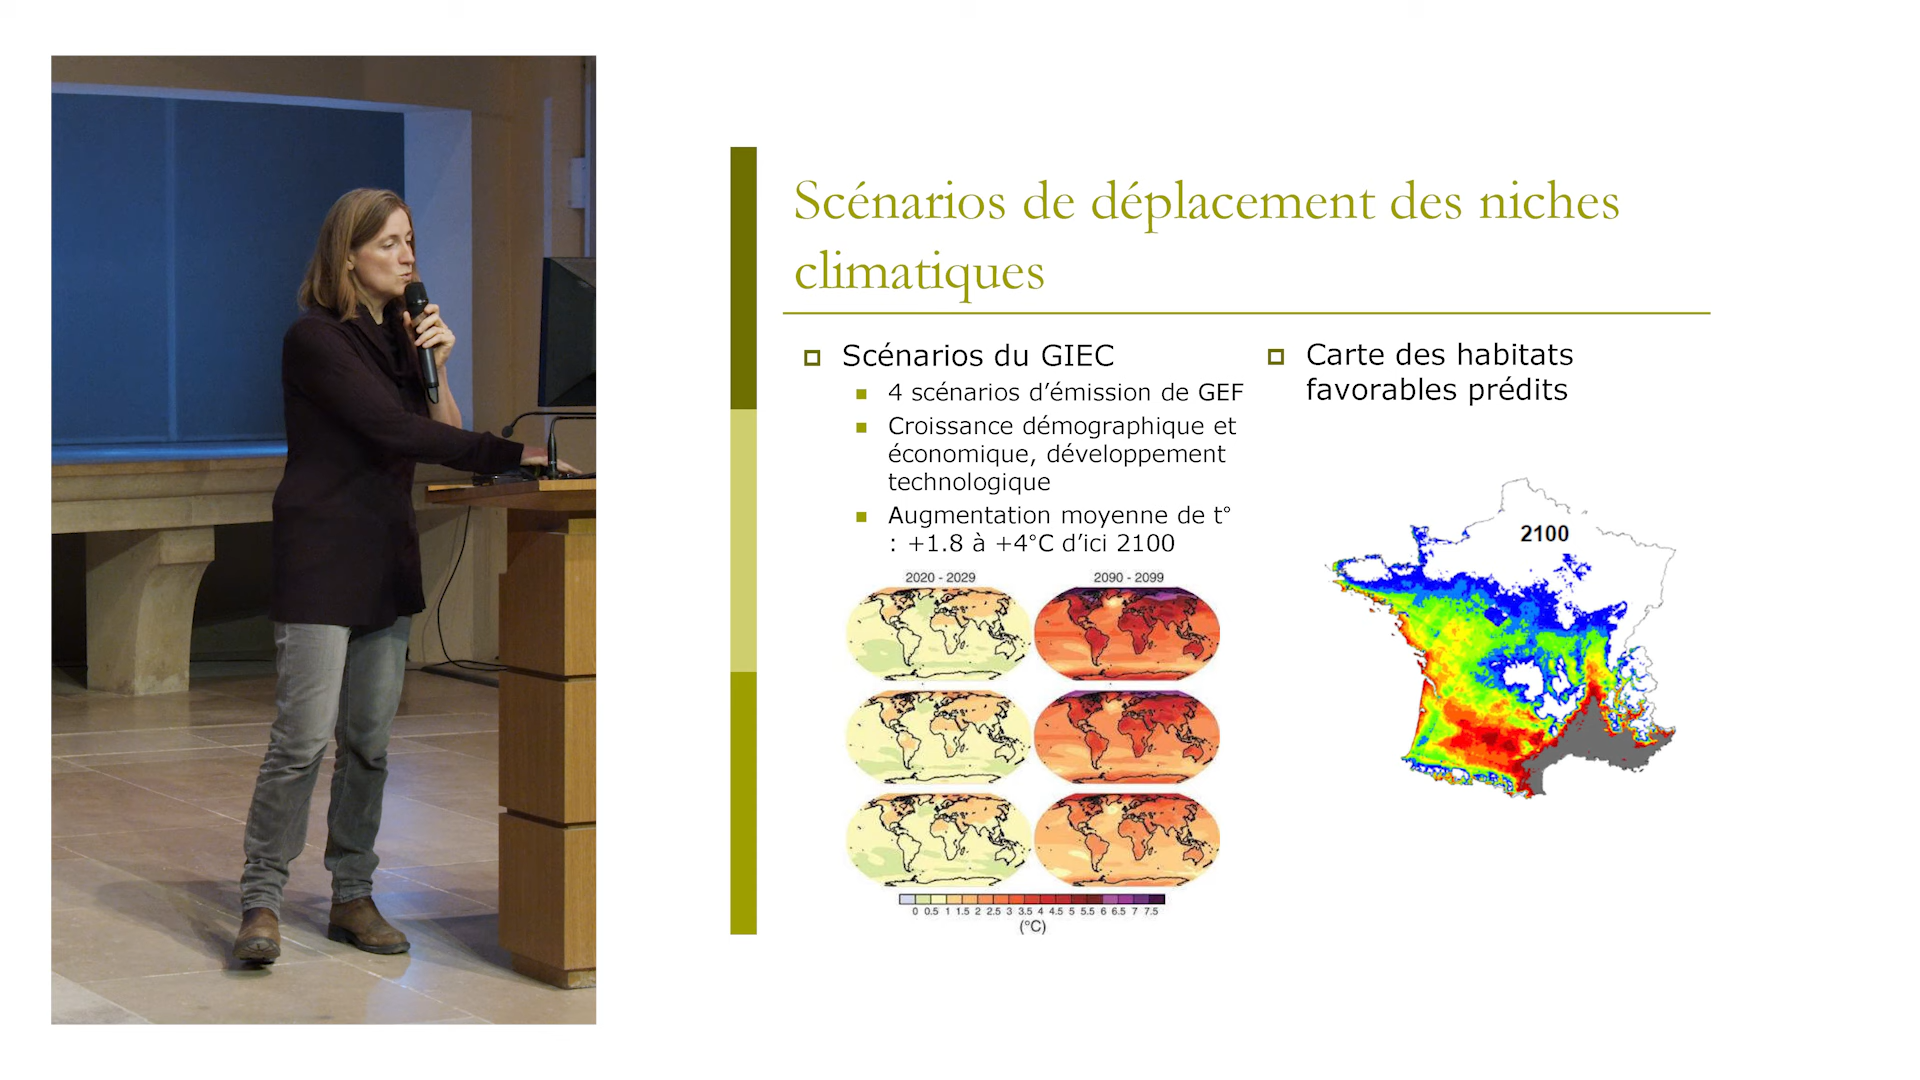 Scénarios de déplacement des niches
climatiques
Scénarios du GIEC
4 scénarios d’émission de GEF
Croissance démographique et
économique, développement
technologique
Augmentation moyenne de t°
: +1.8 à +4°C d’ici 2100
2020 - 2029
2090 - 2099
0 0.5 1 1.5 2 2.5 3 3.5 4 4.5 5 5.5 6 6.5 7 7.5
(°C)
Carte des habitats
favorables prédits
2100